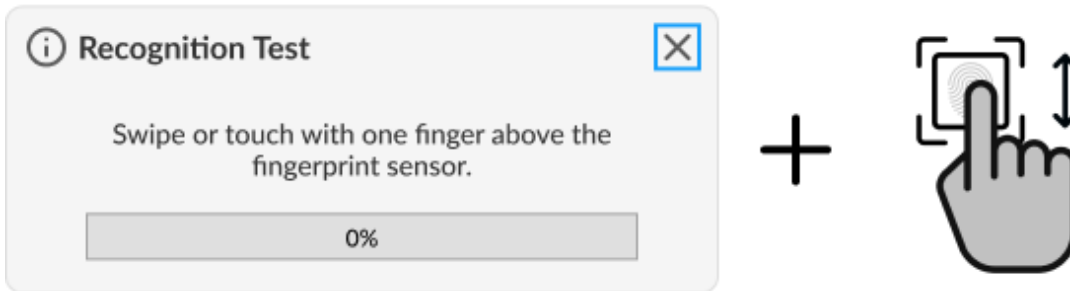 Recognition Test
Swipe or touch with one finger above the
fingerprint sensor.
0%